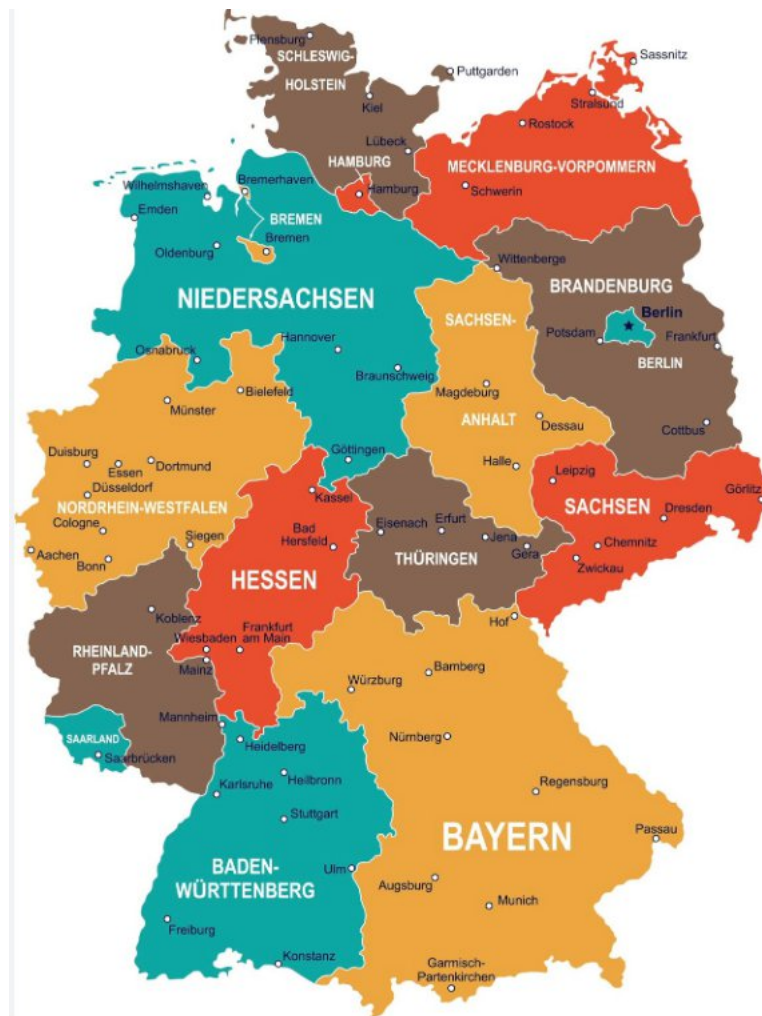 Flensburg
SCHLESWIG-
HOLSTEIN
Puttgarden
Sassnitz
Kiel
Stralsund
Rostock
Lübeck
HAMBURG
MECKLENBURG-VORPOMMERN
Hamburg
Schwerin
Wilhelmshaven
Bremerhaven
Emden
BREMEN
Oldenburg
Bremen
Wittenberge
BRANDENBURG
NIEDERSACHSEN
SACHSEN-
Berlin
Hannover
Potsdam
Frankfurt
Osnabruck
BERLIN
Braunschweig
Bielefeld
Magdeburg
Münster
ANHALT
Dessau
Cottbus
Göttingen
Duisburg
Essen
Dortmund
Halle
Leipzig
Düsseldorf
Kassel
Görlitz
NORDRHEIN-WESTFALEN
SACHSEN
Cologne
Dresden
Siegen
Bad
Hersfeld
Eisenach
Erfurt
Jena
Gera
Chemnitz
Aachen
Bonn
THÜRINGEN
Zwickau
HESSEN
Koblenz
Hof
Wiesbaden
Frankfurt
am Main
RHEINLAND-
PFALZ
Mainz
Bamberg
Würzburg
Mannheim
SAARLAND
Nürnberg
Heidelberg
Saarbrücken
Karlsruhe
Heilbronn
Regensburg
Stuttgart
BAYERN
Passau
BADEN-
WÜRTTENBERG
Ulm
Augsburg
Munich
Freiburg
Konstanz
Garmisch-
Partenkirchen